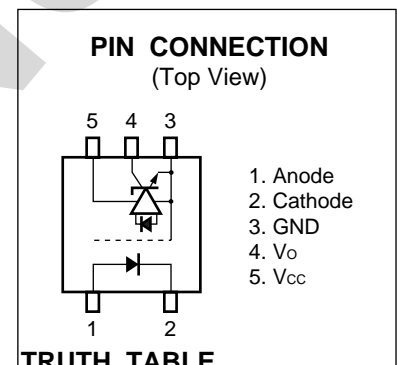 PIN CONNECTION
(Top View)
5 4 3
1. Anode
2. Cathode
3. GND
4. Vo
5. Vcc
1 2
TRUTH TABLE